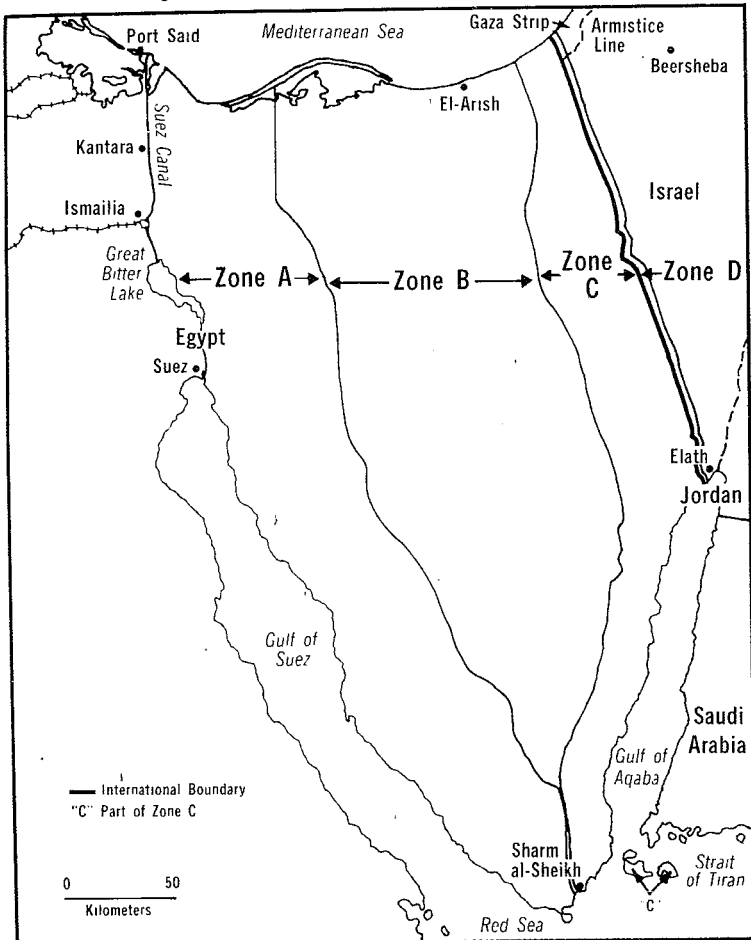 Mediterranean Sea
Gaza Strip
Armistice
Line
Port Said
Beersheba
El-Arish
Suez Canal
Kantara
Israel
Ismailia
Great
Bitter
Lake
Zone A
Zone B
Zone
C
Zone D
Egypt
Suez
Elath
Jordan
Gulf of
Suez
Saudi
Arabia
Gulf of
Aqaba
International Boundary
"C" Part of Zone C
Sharm
al-Sheikh
Strait
of Tiran
"C"
0 50
Kilometers
Red Sea